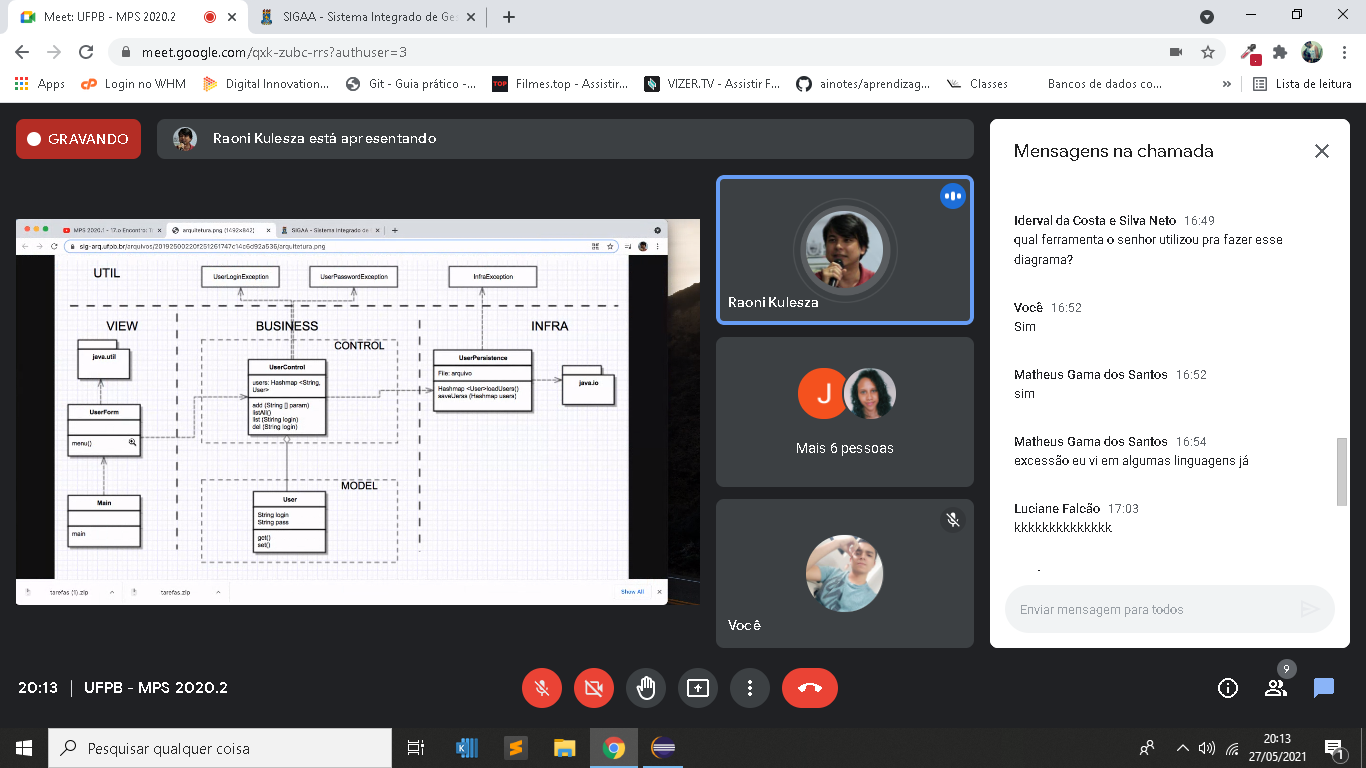 Meet: UFPB - MPS 2020.2
SIGAA - Sistema Integrado de Ge
meet.google.com/qxk-zubc-rrs?authuser=3
Apps
Login no WHM
Digital Innovation...
Git - Guia prático -...
TOP
Filmes.top - Assistir...
VIZER.TV - Assistir F...
ainotes/aprendizag...
Classes
Bancos de dados co...
»
Lista de leitura
GRAVANDO
Raoni Kulesza está apresentando
MPS 2020.1 - 17.o Encontro: T
arquitetura.png (1492×842)
SIGAA - Sistema Integrado de
sig-arq.ufpb.br/arquivos/20192500220f251261747c14c6d92a536/arquitetura.png
UTIL
UserLoginException
UserPasswordException
InfraException
VIEW
BUSINESS
INFRA
CONTROL
java.util
UserControl
users: Hashmap <String,
User>
add (String [] param)
listAll()
list (String login)
del (String login)
UserPersistence
File: arquivo
Hashmap <User>loadUsers()
saveUerss (Hashmap users)
java.io
UserForm
menu()
MODEL
Main
main
User
String login
String pass
get()
set()
tarefas (1).zip
tarefas.zip
Show All
Raoni Kulesza
J
Mais 6 pessoas
Você
Mensagens na chamada
Iderval da Costa e Silva Neto 16:49
qual ferramenta o senhor utilizou pra fazer esse
diagrama?
Você 16:52
Sim
Matheus Gama dos Santos 16:52
sim
Matheus Gama dos Santos 16:54
excessão eu vi em algumas linguagens já
Luciane Falcão 17:03
kkkkkkkkkkkkkk
Enviar mensagem para todos
20:13 | UFPB - MPS 2020.2
9
Pesquisar qualquer coisa
20:13
27/05/2021
1